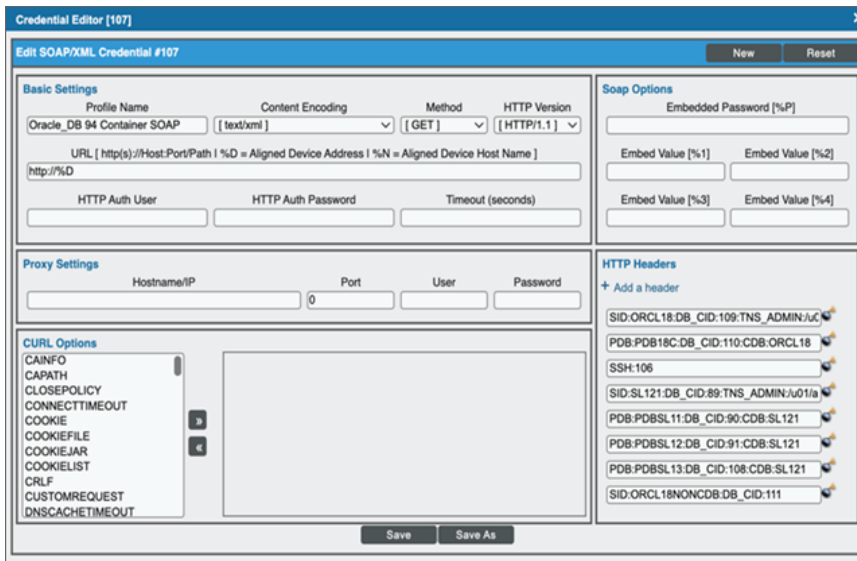 Credential Editor [107]
Edit SOAP/XML Credential #107
New
Reset
Basic Settings
Profile Name
Content Encoding
Method
HTTP Version
Oracle_DB 94 Container SOAP
[ text/xml ]
[ GET ]
[ HTTP/1.1 ]
URL [ http(s)://Host:Port/Path | %D = Aligned Device Address | %N = Aligned Device Host Name ]
http://%D
HTTP Auth User
HTTP Auth Password
Timeout (seconds)
Soap Options
Embedded Password [%P]
Embed Value [%1]
Embed Value [%2]
Embed Value [%3]
Embed Value [%4]
Proxy Settings
Hostname/IP
Port
User
Password
0
HTTP Headers
+ Add a header
SID:ORCL18:DB_CID:109:TNS_ADMIN:/u0
PDB:PDB18C:DB_CID:110:CDB:ORCL18
SSH:106
SID:SL121:DB_CID:89:TNS_ADMIN:/u01/a
PDB:PDBSL11:DB_CID:90:CDB:SL121
PDB:PDBSL12:DB_CID:91:CDB:SL121
PDB:PDBSL13:DB_CID:108:CDB:SL121
SID:ORCL18NONCDB:DB_CID:111
CURL Options
CAINFO
CAPATH
CLOSEPOLICY
CONNECTTIMEOUT
COOKIE
COOKIEFILE
COOKIEJAR
COOKIELIST
CRLF
CUSTOMREQUEST
DNSCACHETIMEOUT
»
«
Save
Save As